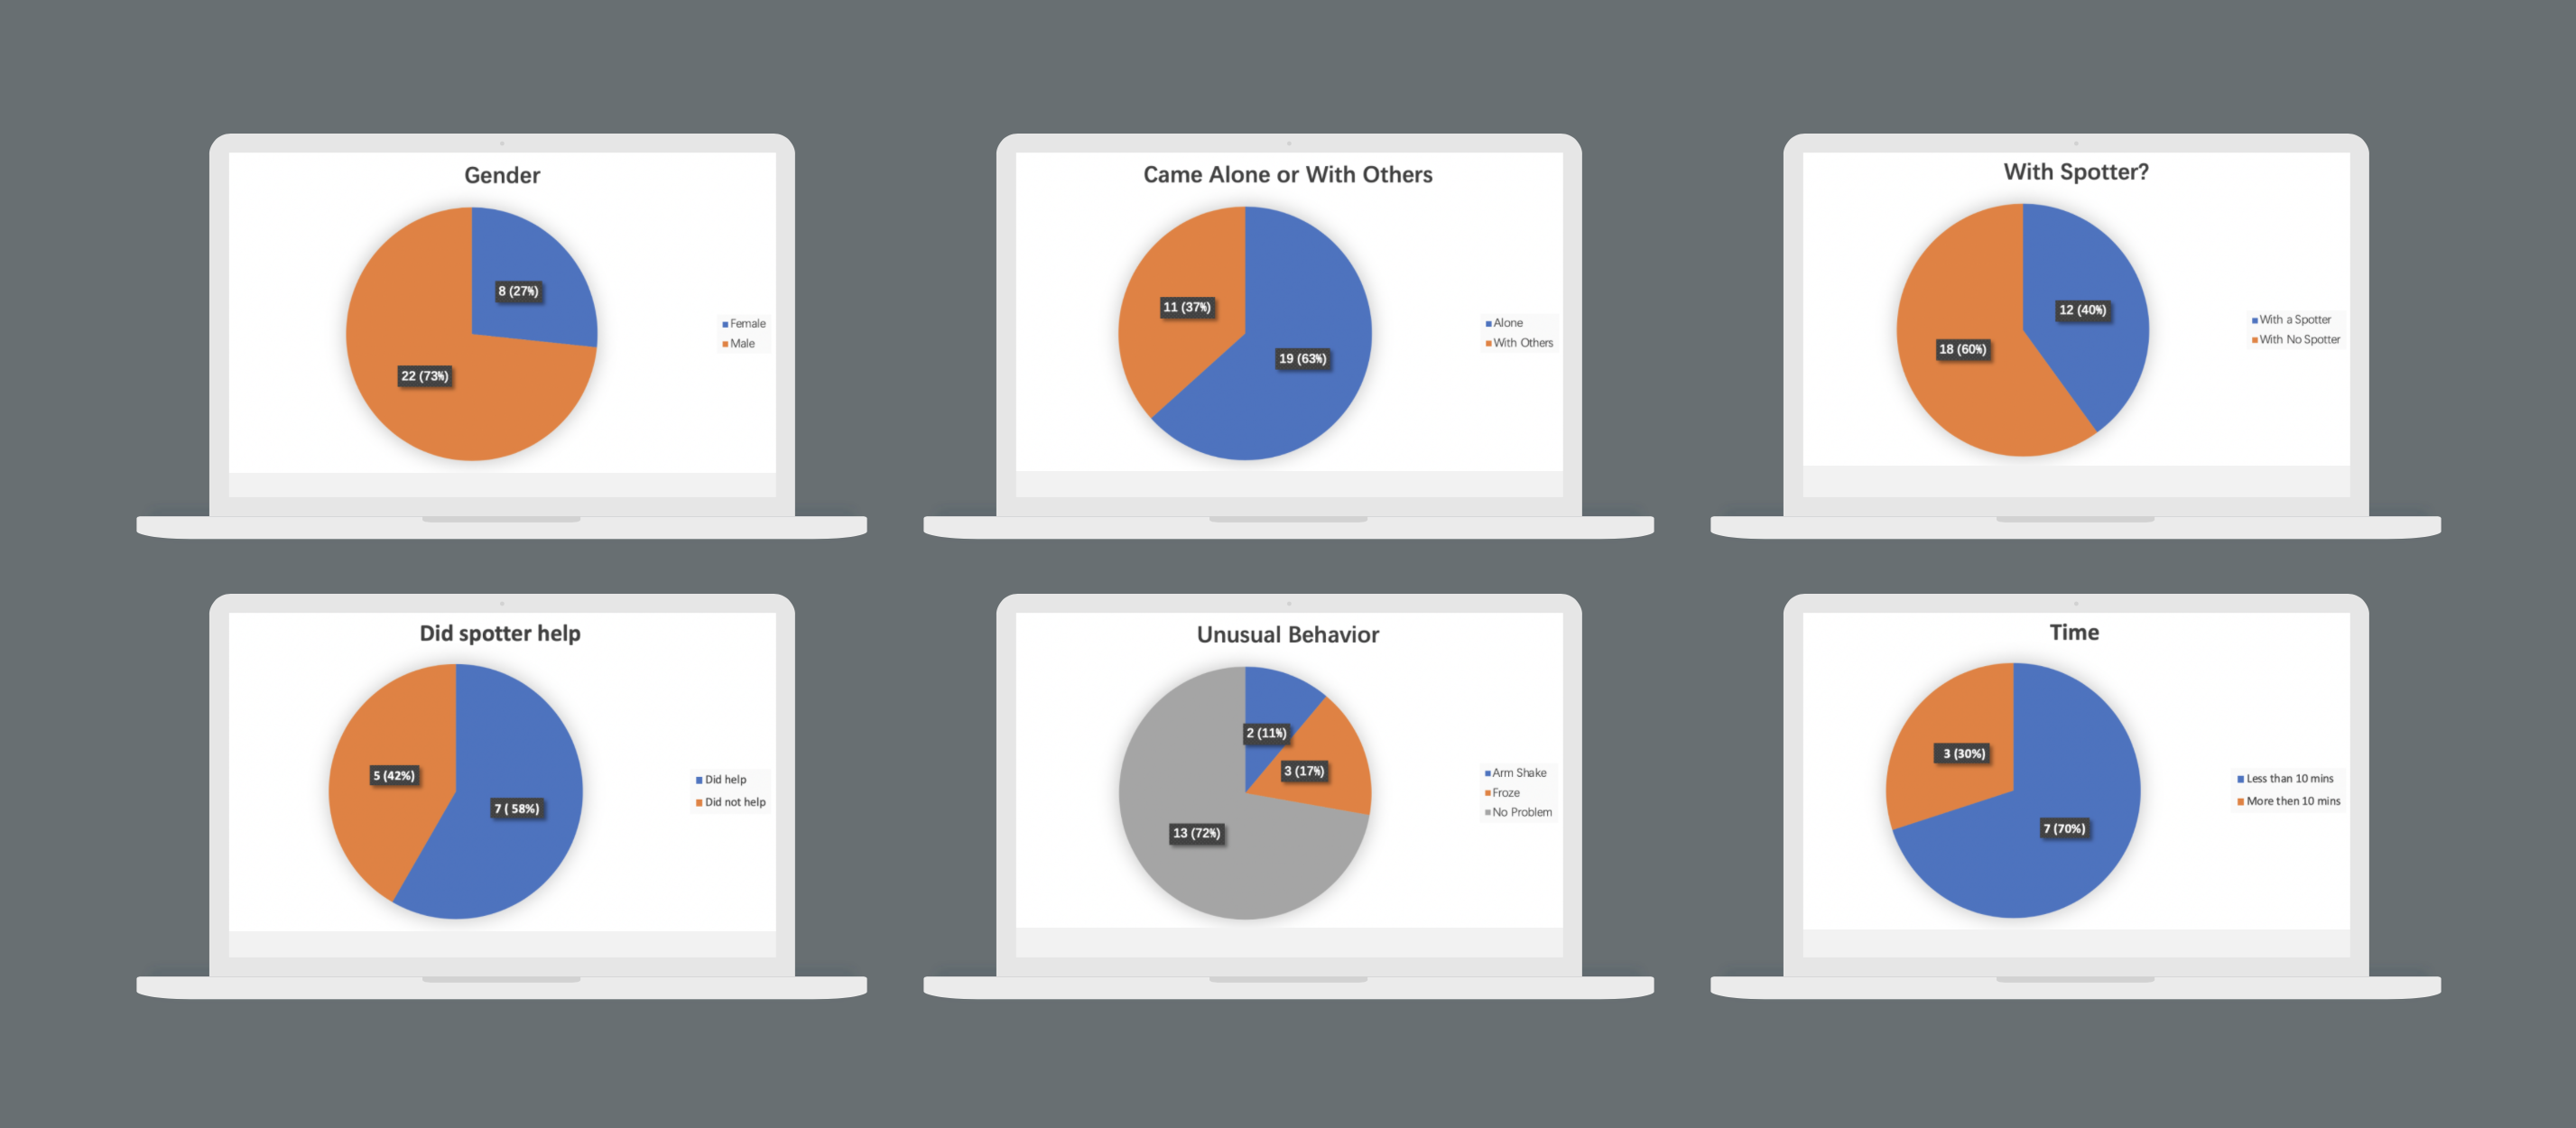 Gender
8 (27%)
22 (73%)
Female
Male
Came Alone or With Others
11 (37%)
19 (63%)
Alone
With Others
With Spotter?
12 (40%)
18 (60%)
With a Spotter
With No Spotter
Did spotter help
5 (42%)
7 ( 58%)
Did help
Did not help
Unusual Behavior
2 (11%)
3 (17%)
13 (72%)
Arm Shake
Froze
No Problem
Time
3 (30%)
7 (70%)
Less than 10 mins
More then 10 mins